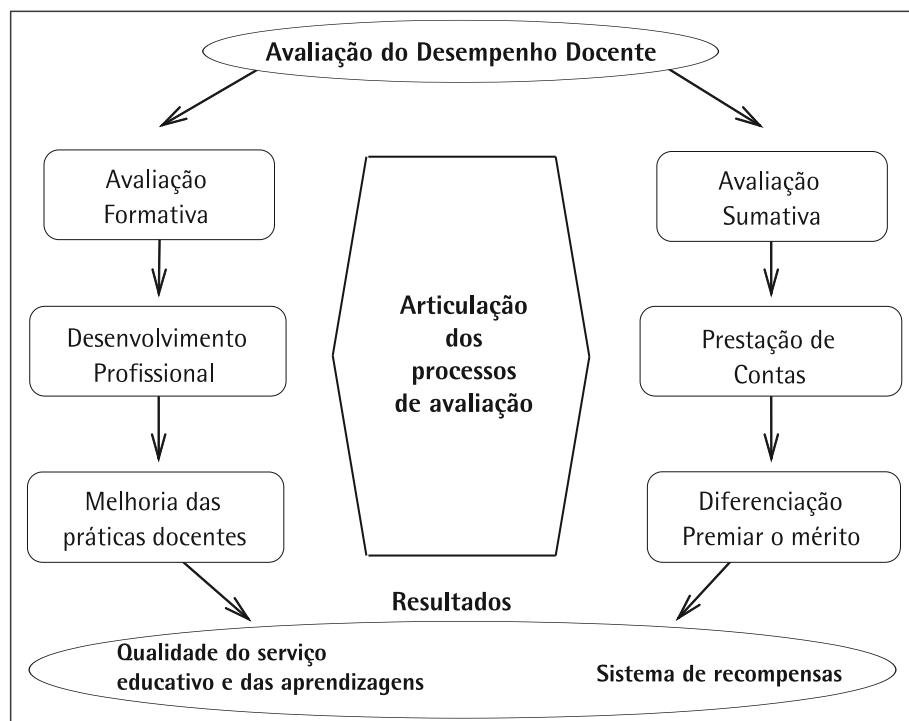 Avaliação do Desempenho Docente
Avaliação
Formativa
Avaliação
Sumativa
Articulação
dos
processos
de avaliação
Desenvolvimento
Profissional
Prestação de
Contas
Melhoria das
práticas docentes
Diferenciação
Premiar o mérito
Resultados
Qualidade do serviço
educativo e das aprendizagens
Sistema de recompensas